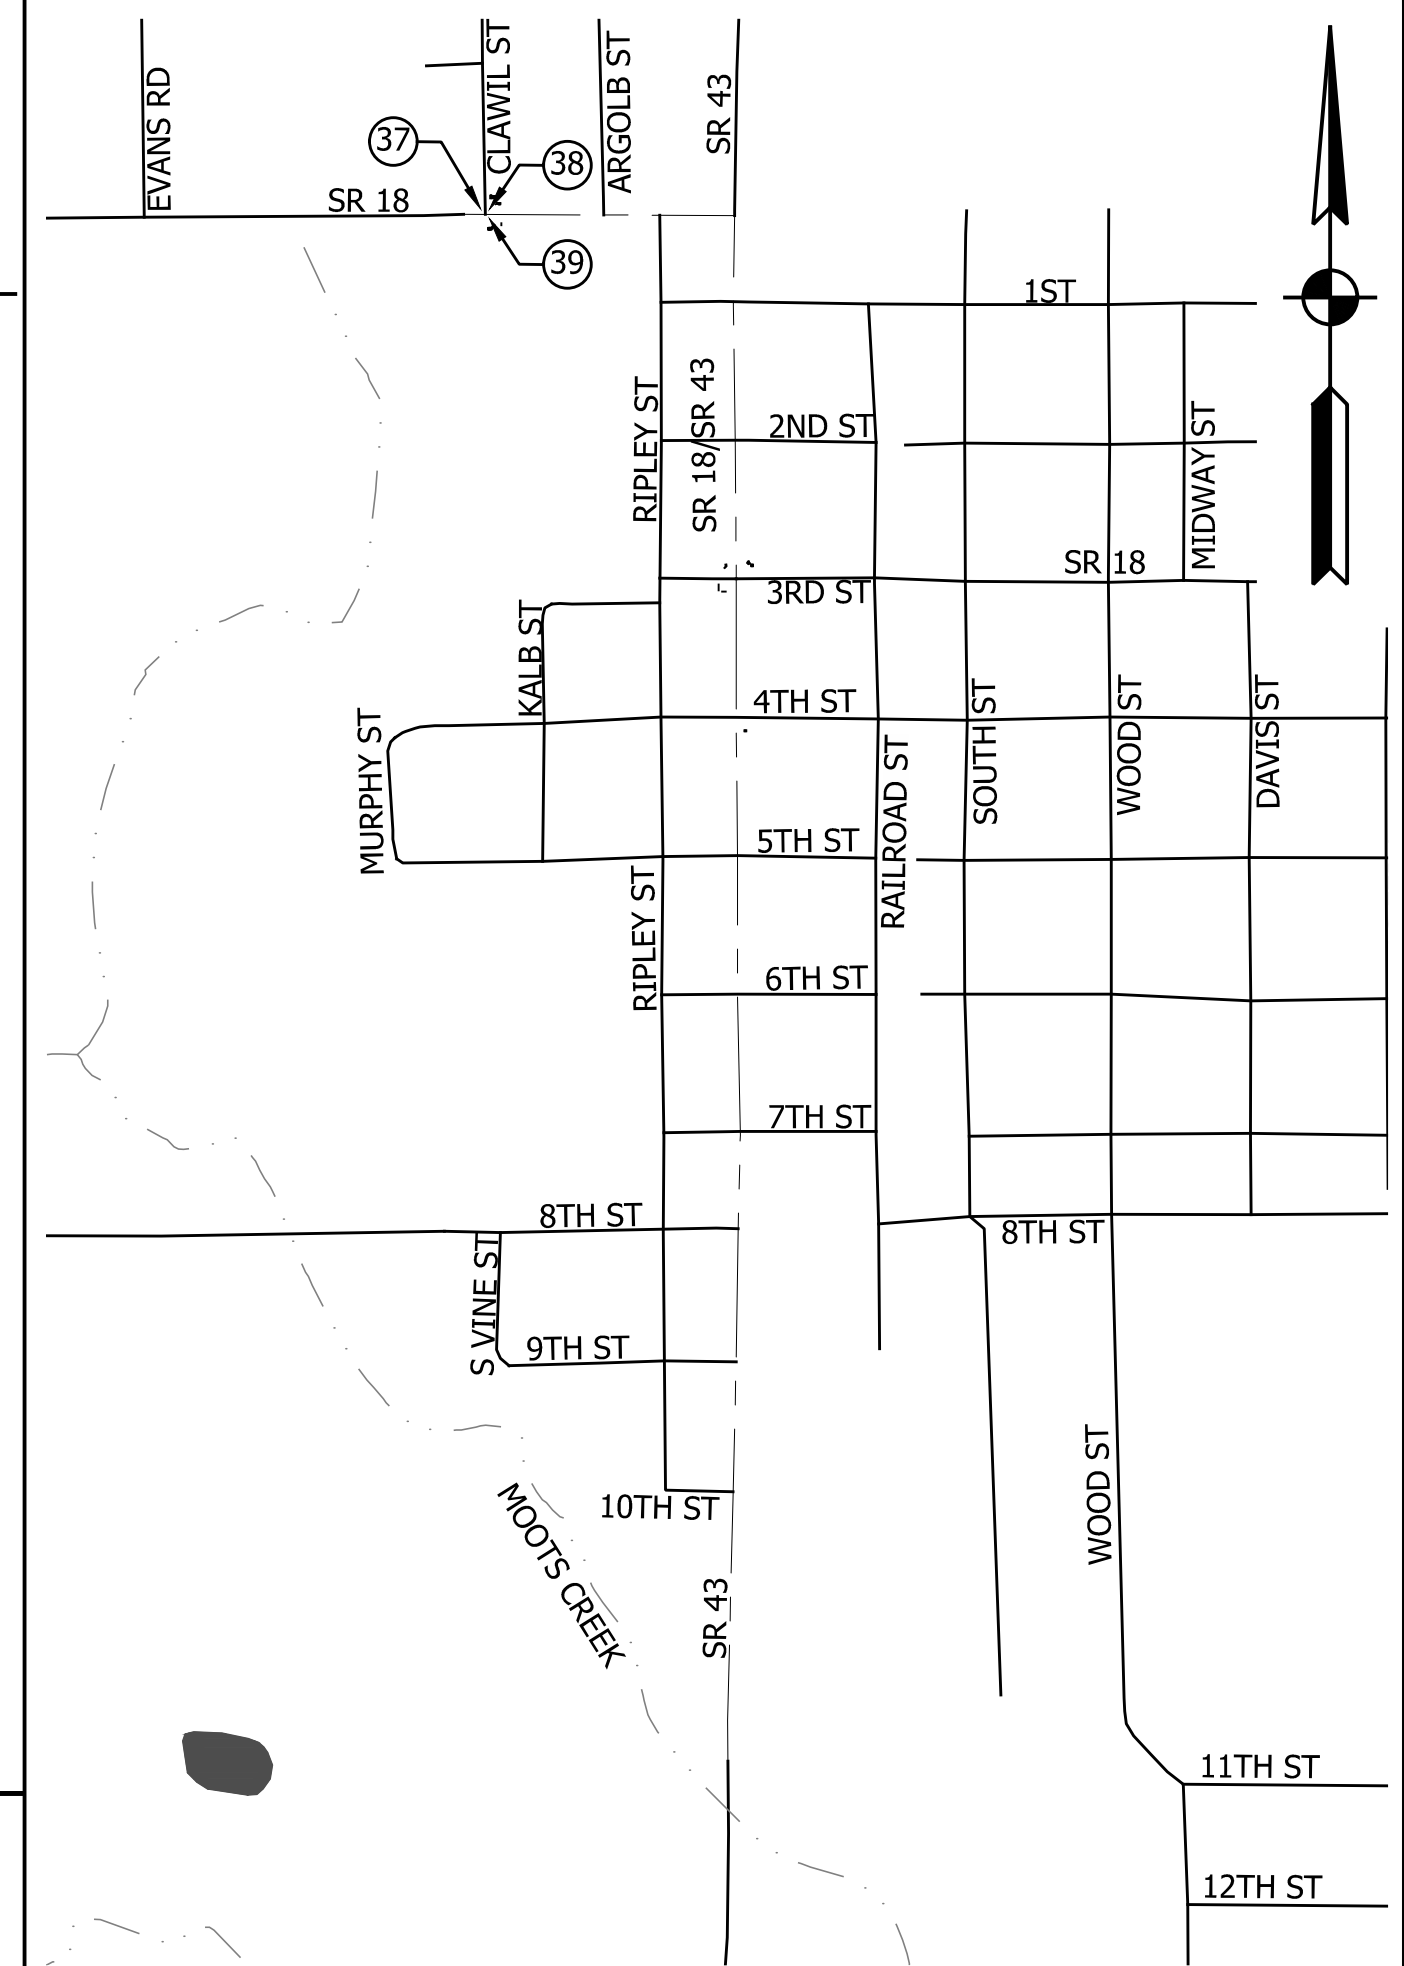 EVANS RD
CLAWIL ST
ARGOLB ST
SR 43
37
38
SR 18
39
1ST
RIPLEY ST
SR 18/SR 43
2ND ST
MIDWAY ST
SR 18
3RD ST
KALB ST
4TH ST
MURPHY ST
SOUTH ST
WOOD ST
DAVIS ST
RAILROAD ST
5TH ST
RIPLEY ST
6TH ST
7TH ST
8TH ST
8TH ST
S VINE ST
9TH ST
WOOD ST
10TH ST
MOOTS CREEK
SR 43
11TH ST
12TH ST